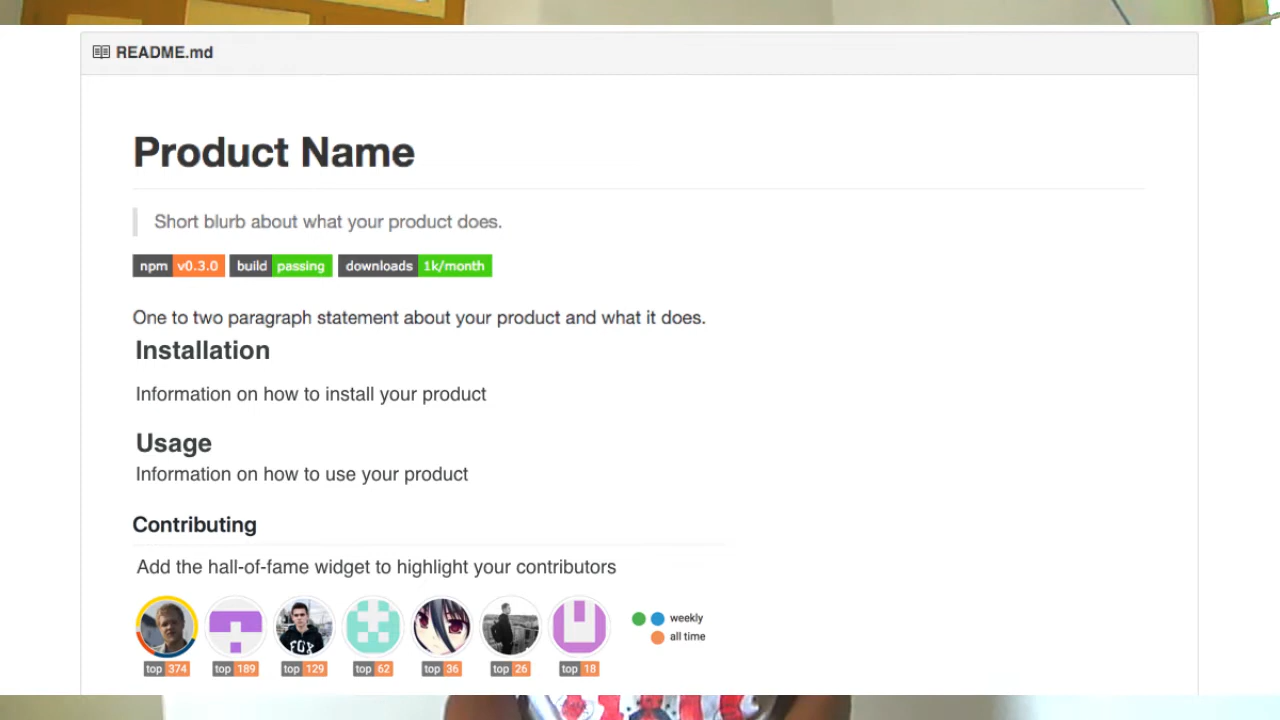 README.md
Product Name
Short blurb about what your product does.
npm v0.3.0 build passing downloads 1k/month
One to two paragraph statement about your product and what it does.
Installation
Information on how to install your product
Usage
Information on how to use your product
Contributing
Add the hall-of-fame widget to highlight your contributors
FOX
weekly
all time
top 374 top 189 top 129 top 62 top 36 top 26 top 18